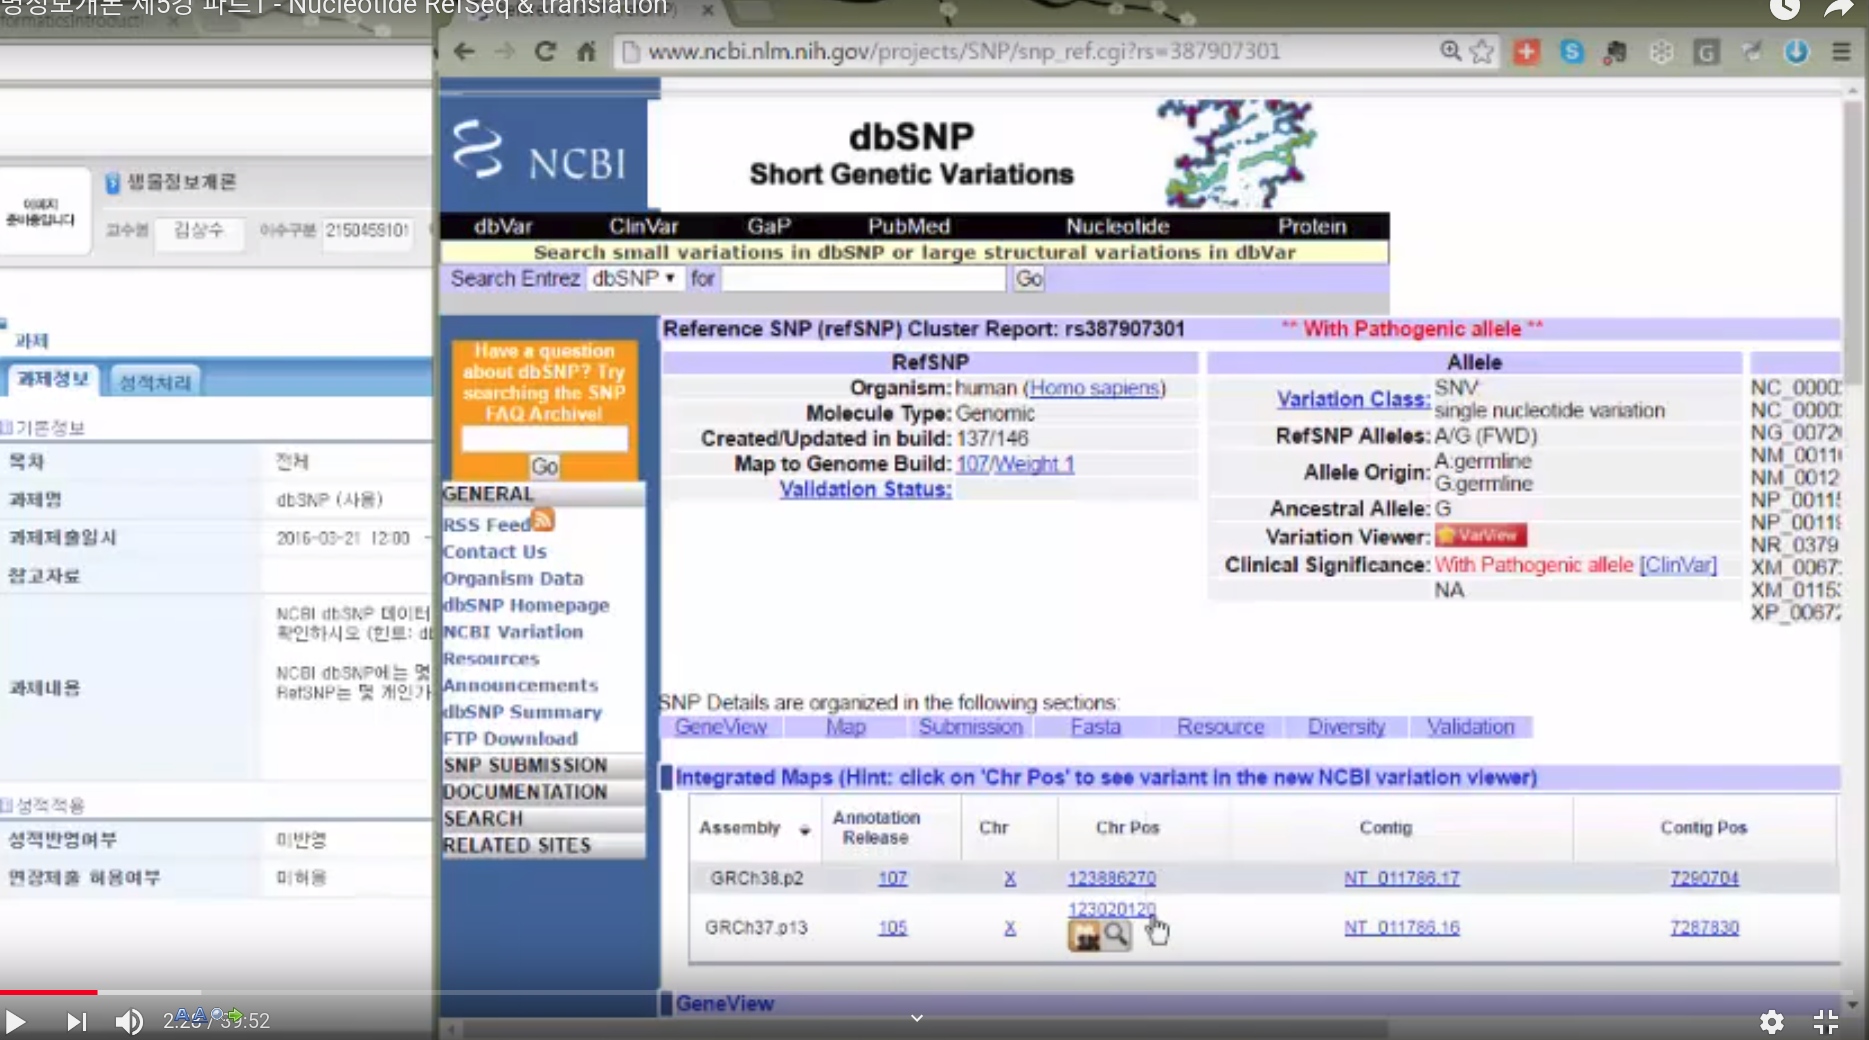 제5강 파트1 - Nucleotide RefSeq & translation
www.ncbi.nlm.nih.gov/projects/SNP/snp_ref.cgi?rs=387907301
이미지
준비중입니다
생물정보개론
교수명 김상수 이수구분 2150459101
과제
과제정보 성적처리
기본정보
목차 전체
과제명 dbSNP (사용)
과제제출일시 2016-03-21 12:00 -
참고자료
NCBI dbSNP 데이터
확인하시오 (힌트:
NCBI dbSNP에는 몇
RefSNP는 몇 개인가
과제내용
성적적용
성적반영여부 미반영
연장제출 허용여부 미허용
NCBI
dbSNP
Short Genetic Variations
dbVar ClinVar GaP PubMed Nucleotide Protein
Search small variations in dbSNP or large structural variations in dbVar
Search Entrez dbSNP for Go
Have a question
about dbSNP? Try
searching the SNP
FAQ Archive!
Go
GENERAL
RSS Feed
Contact Us
Organism Data
dbSNP Homepage
NCBI Variation
Resources
Announcements
dbSNP Summary
FTP Download
SNP SUBMISSION
DOCUMENTATION
SEARCH
RELATED SITES
Reference SNP (refSNP) Cluster Report: rs387907301 ** With Pathogenic allele **
RefSNP
Organism: human (Homo sapiens)
Molecule Type: Genomic
Created/Updated in build: 137/146
Map to Genome Build: 107/Weight 1
Validation Status:
Allele
Variation Class: SNV
single nucleotide variation
RefSNP Alleles: A/G (FWD)
Allele Origin: A:germline
G:germline
Ancestral Allele: G
Variation Viewer: VarView
Clinical Significance: With Pathogenic allele [ClinVar]
NA
NC_0000
NC_0000
NG_0072
NM_0011
NM_0012
NP_0011
NP_0011
NR_0379
XM_0067
XM_0115
XP_0067
SNP Details are organized in the following sections:
GeneView Map Submission Fasta Resource Diversity Validation
Integrated Maps (Hint: click on 'Chr Pos' to see variant in the new NCBI variation viewer)
Assembly Annotation Release Chr Chr Pos Contig Contig Pos
GRCh38.p2 107 X 123886270 NT_011786.17 7290704
GRCh37.p13 105 X 123020120 NT_011786.16 7287830
GeneView